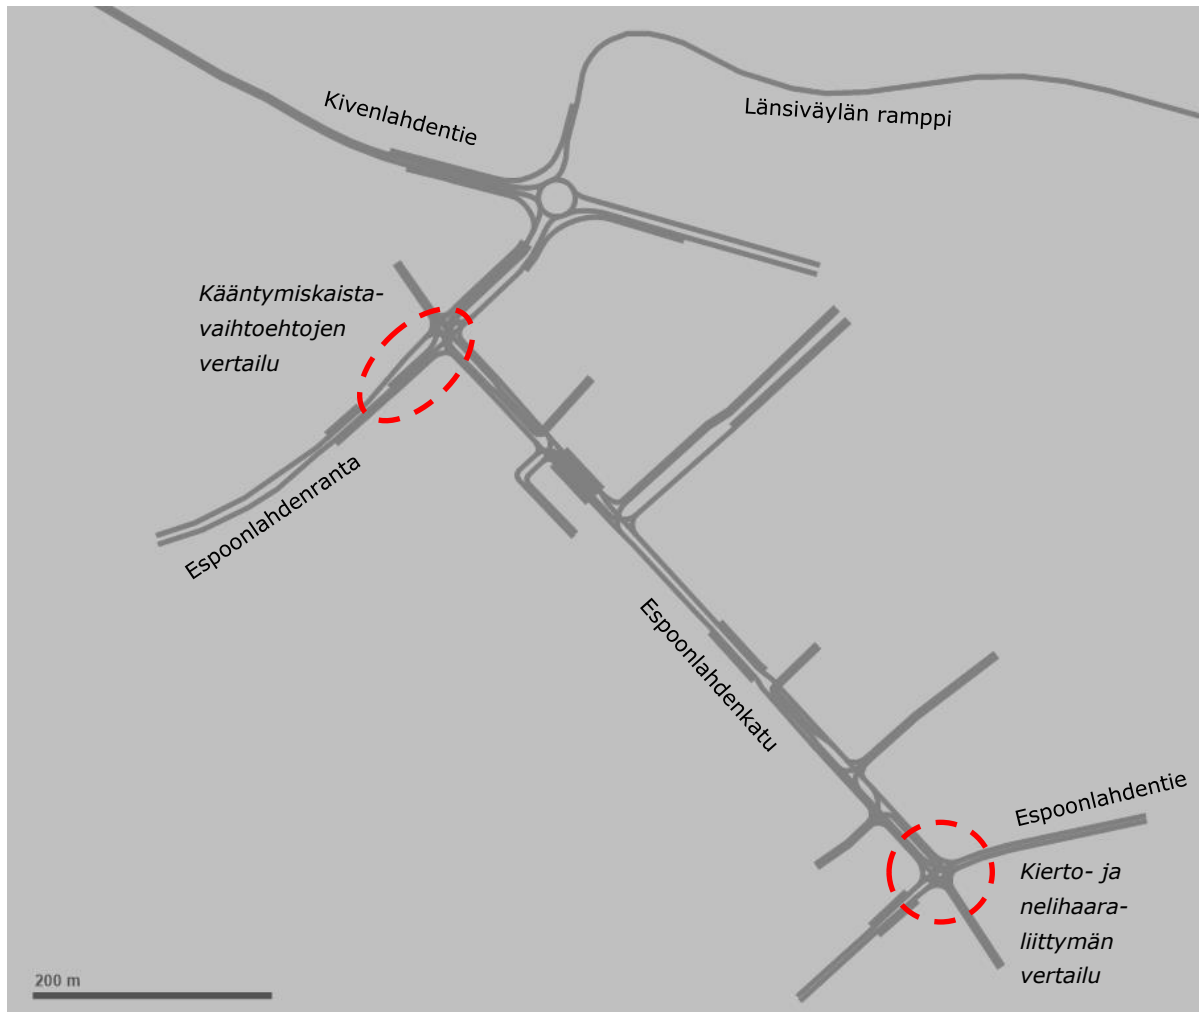 Kivenlahdentie
Länsiväylän ramppi
Kääntymiskaista-
vaihtoehtojen
vertailu
Espoonlahdenranta
Espoonlahdenkatu
Espoonlahdentie
Kierto- ja
nelihaara-
liittymän
vertailu
200 m